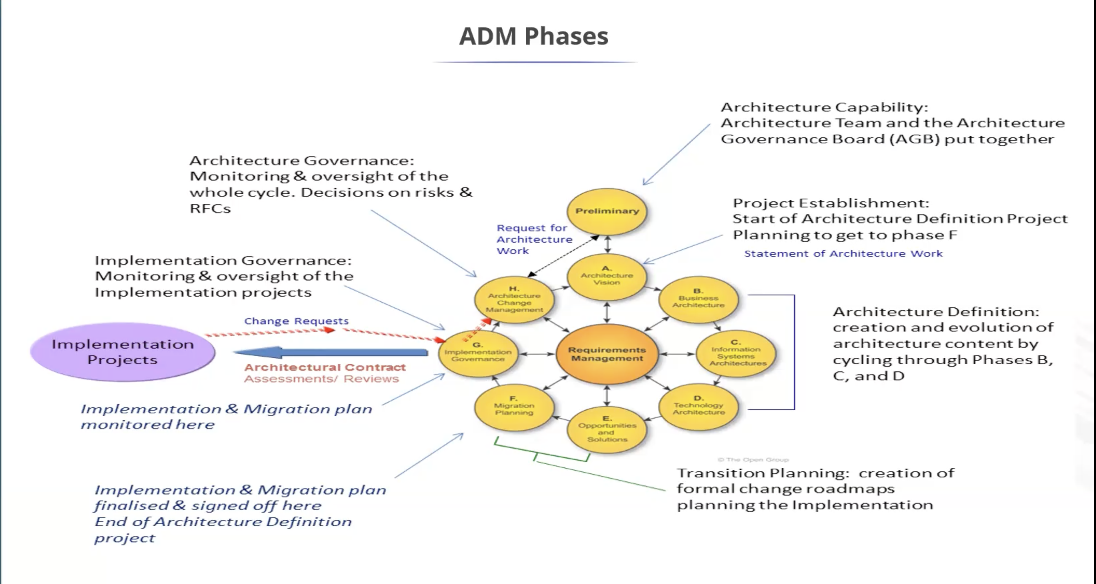 ADM Phases
Architecture Capability:
Architecture Team and the Architecture
Governance Board (AGB) put together
Architecture Governance:
Monitoring & oversight of the
whole cycle. Decisions on risks &
RFCs
Preliminary
Project Establishment:
Start of Architecture Definition Project
Planning to get to phase F
Statement of Architecture Work
Request for
Architecture
Work
A.
Architecture
Vision
Implementation Governance:
Monitoring & oversight of the
Implementation projects
H.
Architecture
Change
Management
B.
Business
Architecture
Change Requests
Implementation
Projects
Architectural Contract
Assessments/ Reviews
G.
Implementation
Governance
Requirements
Management
C.
Information
Systems
Architectures
Architecture Definition:
creation and evolution of
architecture content by
cycling through Phases B,
C, and D
Implementation & Migration plan
monitored here
F.
Migration
Planning
E.
Opportunities
and
Solutions
D.
Technology
Architecture
© The Open Group
Transition Planning: creation of
formal change roadmaps
planning the Implementation
Implementation & Migration plan
finalised & signed off here
End of Architecture Definition
project